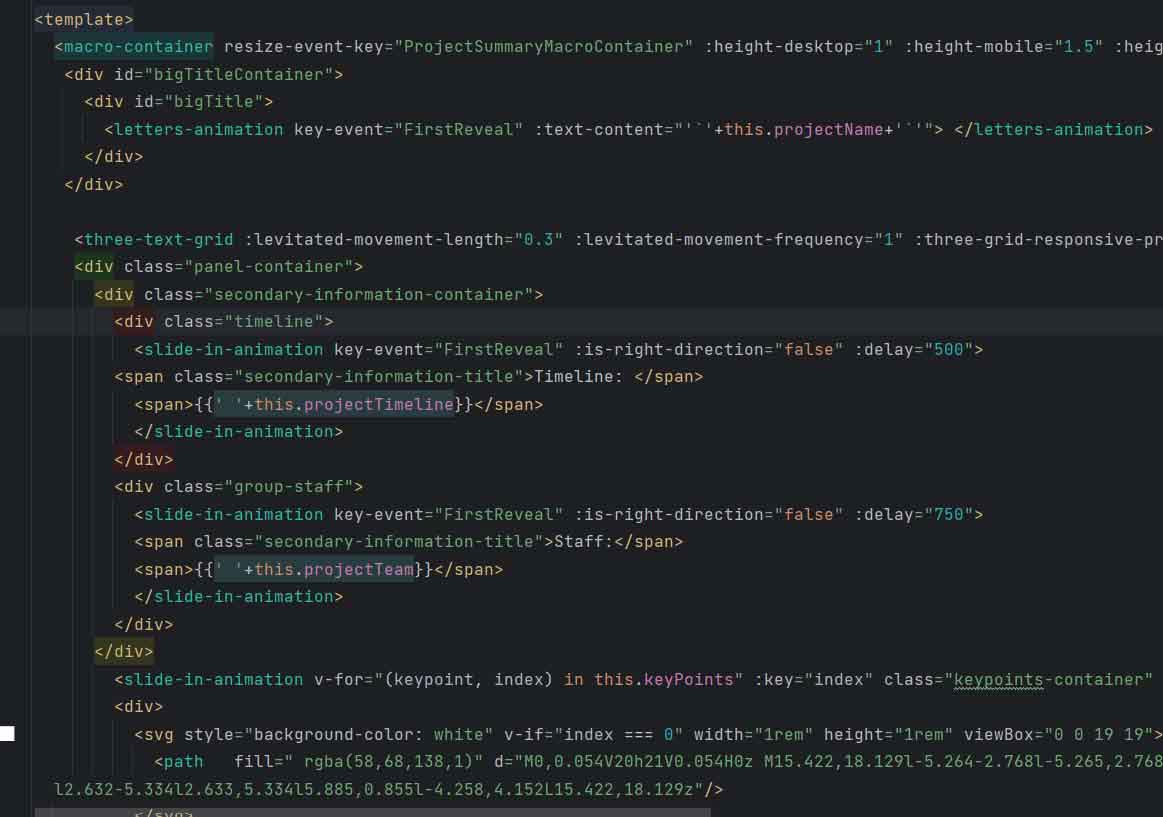 <template>
<macro-container resize-event-key="ProjectSummaryMacroContainer" :height-desktop="1" :height-mobile="1.5" :heig
<div id="bigTitleContainer">
<div id="bigTitle">
<letters-animation key-event="FirstReveal" :text-content="'`'+this.projectName+'`'"> </letters-animation>
</div>
</div>
<three-text-grid :levitated-movement-length="0.3" :levitated-movement-frequency="1" :three-grid-responsive-pr
<div class="panel-container">
<div class="secondary-information-container">
<div class="timeline">
<slide-in-animation key-event="FirstReveal" :is-right-direction="false" :delay="500">
<span class="secondary-information-title">Timeline: </span>
<span>{{' '+this.projectTimeline}}</span>
</slide-in-animation>
</div>
<div class="group-staff">
<slide-in-animation key-event="FirstReveal" :is-right-direction="false" :delay="750">
<span class="secondary-information-title">Staff:</span>
<span>{{' '+this.projectTeam}}</span>
</slide-in-animation>
</div>
</div>
<slide-in-animation v-for="(keypoint, index) in this.keyPoints" :key="index" class="keypoints-container"
<div>
<svg style="background-color: white" v-if="index === 0" width="1rem" height="1rem" viewBox="0 0 19 19">
<path   fill=" rgba(58,68,138,1)" d="M0,0.054V20h21V0.054H0z M15.422,18.129l-5.264-2.768l-5.265,2.768
l2.632-5.334l2.633,5.334l5.885,0.855l-4.258,4.152L15.422,18.129z"/>
</svg>